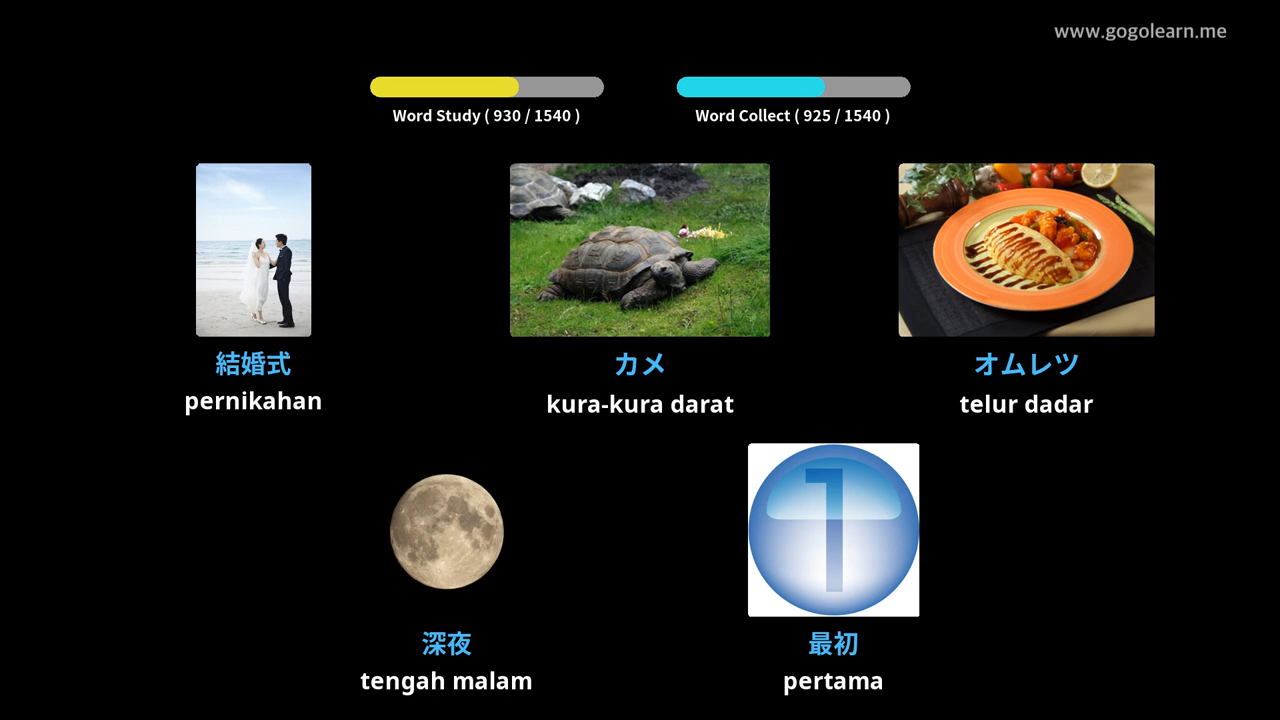 www.gogolearn.me
Word Study ( 930 / 1540 )
Word Collect ( 925 / 1540 )
結婚式
pernikahan
カメ
kura-kura darat
オムレツ
telur dadar
深夜
tengah malam
1
最初
pertama